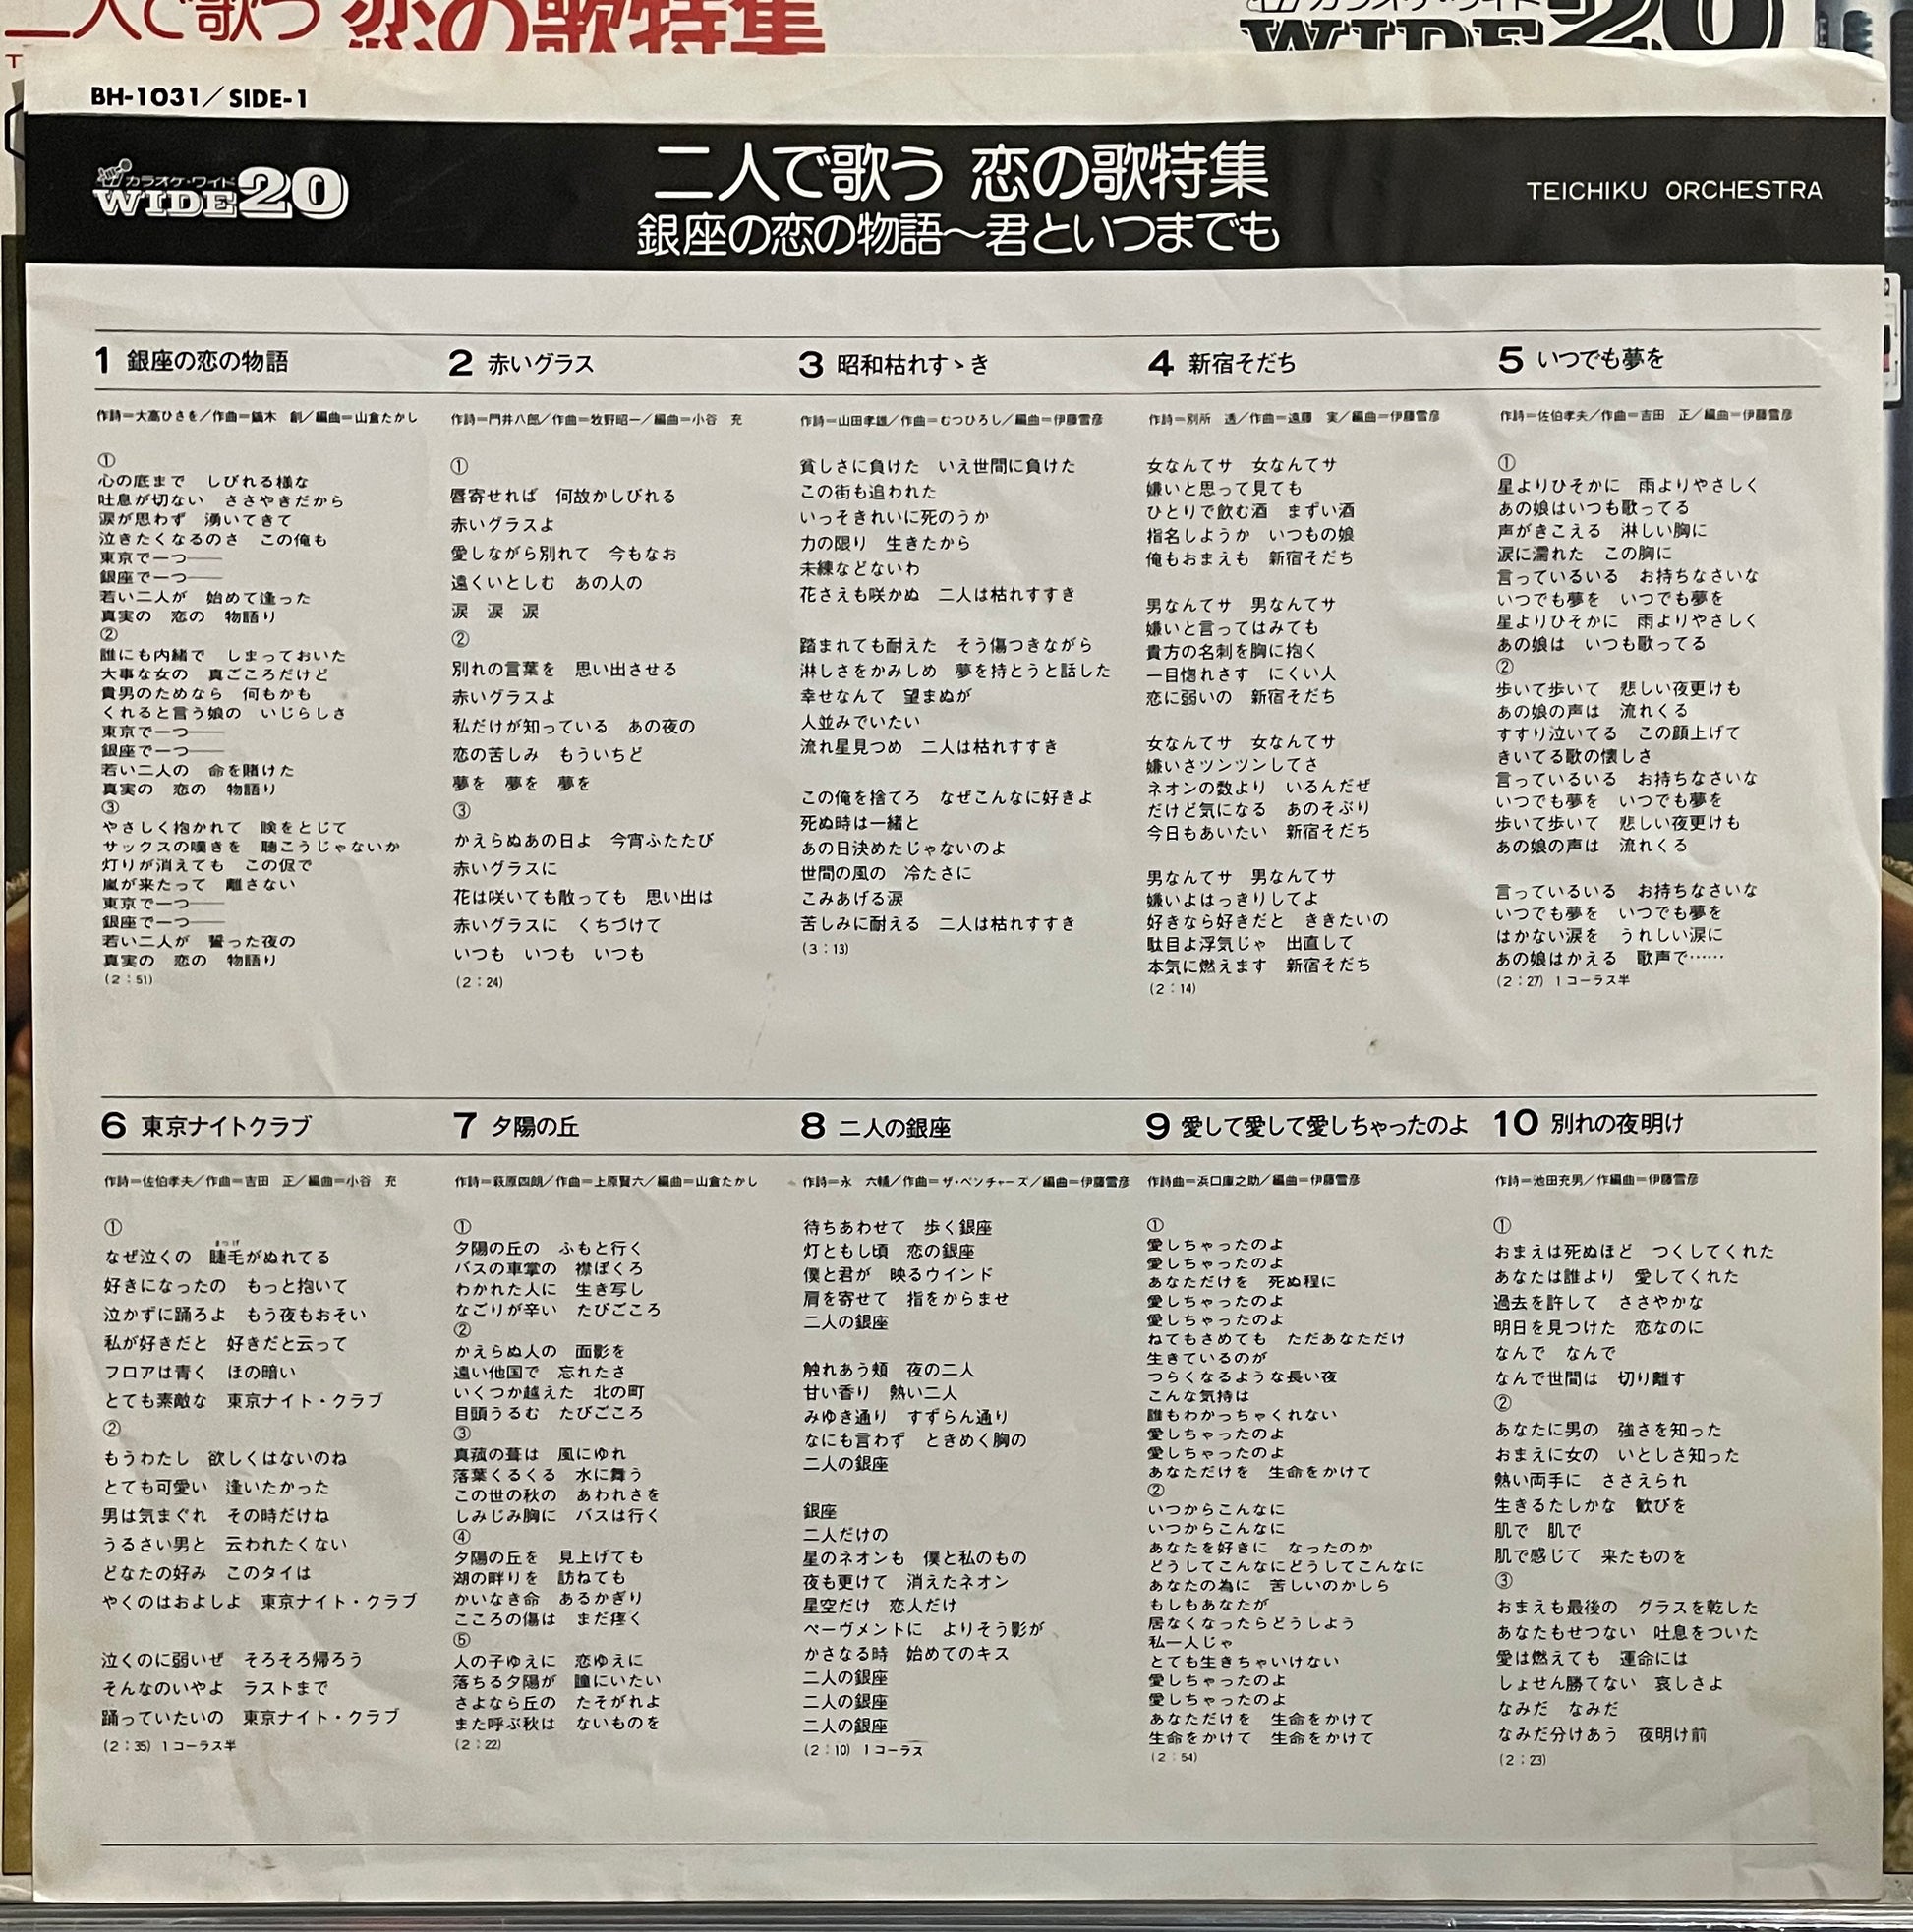 二人で歌う 恋の歌特集
カラオケ・ワイド
WIDE20
BH-1031/SIDE-1
カラオケ・ワイド
WIDE20
二人で歌う 恋の歌特集
銀座の恋の物語〜君といつまでも
TEICHIKU ORCHESTRA
1 銀座の恋の物語
作詩=大高ひさを/作曲=鏑木 創/編曲=山倉たかし
①
心の底まで しびれる様な
吐息が切ない ささやきだから
涙が思わず 湧いてきて
泣きたくなるのさ この俺も
東京で一つ――
銀座で一つ――
若い二人が 始めて逢った
真実の 恋の 物語り
②
誰にも内緒で しまっておいた
大事な女の 真ごころだけど
貴男のためなら 何もかも
くれると言う娘の いじらしさ
東京で一つ――
銀座で一つ――
若い二人の 命を賭けた
真実の 恋の 物語り
③
やさしく抱かれて 瞼をとじて
サックスの嘆きを 聴こうじゃないか
灯りが消えても この侭で
嵐が来たって 離さない
東京で一つ――
銀座で一つ――
若い二人が 誓った夜の
真実の 恋の 物語り
(2:51)
2 赤いグラス
作詩=門井八郎/作曲=牧野昭一/編曲=小谷 充
①
唇寄せれば 何故かしびれる
赤いグラスよ
愛しながら別れて 今もなお
遠くいとしむ あの人の
涙 涙 涙
②
別れの言葉を 思い出させる
赤いグラスよ
私だけが知っている あの夜の
恋の苦しみ もういちど
夢を 夢を 夢を
③
かえらぬあの日よ 今宵ふたたび
赤いグラスに
花は咲いても散っても 思い出は
赤いグラスに くちづけて
いつも いつも いつも
(2:24)
3 昭和枯れすゝき
作詩=山田孝雄/作曲=むつひろし/編曲=伊藤雪彦
貧しさに負けた いえ世間に負けた
この街も追われた
いっそきれいに死のうか
力の限り 生きたから
未練などないわ
花さえも咲かぬ 二人は枯れすすき
踏まれても耐えた そう傷つきながら
淋しさをかみしめ 夢を持とうと話した
幸せなんて 望まぬが
人並みでいたい
流れ星見つめ 二人は枯れすすき
この俺を捨てろ なぜこんなに好きよ
死ぬ時は一緒と
あの日決めたじゃないのよ
世間の風の 冷たさに
こみあげる涙
苦しみに耐える 二人は枯れすすき
(3:13)
4 新宿そだち
作詩=別所 透/作曲=遠藤 実/編曲=伊藤雪彦
女なんてサ 女なんてサ
嫌いと思って見ても
ひとりで飲む酒 まずい酒
指名しようか いつもの娘
俺もおまえも 新宿そだち
男なんてサ 男なんてサ
嫌いと言ってはみても
貴方の名刺を胸に抱く
一目惚れさす にくい人
恋に弱いの 新宿そだち
女なんてサ 女なんてサ
嫌いさツンツンしてさ
ネオンの数より いるんだぜ
だけど気になる あのそぶり
今日もあいたい 新宿そだち
男なんてサ 男なんてサ
嫌いよはっきりしてよ
好きなら好きだと ききたいの
駄目よ浮気じゃ 出直して
本気に燃えます 新宿そだち
(2:14)
5 いつでも夢を
作詩=佐伯孝夫/作曲=吉田 正/編曲=伊藤雪彦
①
星よりひそかに 雨よりやさしく
あの娘はいつも歌ってる
声がきこえる 淋しい胸に
涙に濡れた この胸に
言っているいる お持ちなさいな
いつでも夢を いつでも夢を
星よりひそかに 雨よりやさしく
あの娘は いつも歌ってる
②
歩いて歩いて 悲しい夜更けも
あの娘の声は 流れくる
すすり泣いてる この顔上げて
きいてる歌の懐しさ
言っているいる お持ちなさいな
いつでも夢を いつでも夢を
歩いて歩いて 悲しい夜更けも
あの娘の声は 流れくる
言っているいる お持ちなさいな
いつでも夢を いつでも夢を
はかない涙を うれしい涙に
あの娘はかえる 歌声で……
(2:27) 1コーラス半
6 東京ナイトクラブ
作詩=佐伯孝夫/作曲=吉田 正/編曲=小谷 充
①
まつげ
なぜ泣くの 睫毛がぬれてる
好きになったの もっと抱いて
泣かずに踊ろよ もう夜もおそい
私が好きだと 好きだと云って
フロアは青く ほの暗い
とても素敵な 東京ナイト・クラブ
②
もうわたし 欲しくはないのね
とても可愛い 逢いたかった
男は気まぐれ その時だけね
うるさい男と 云われたくない
どなたの好み このタイは
やくのはおよしよ 東京ナイト・クラブ
泣くのに弱いぜ そろそろ帰ろう
そんなのいやよ ラストまで
踊っていたいの 東京ナイト・クラブ
(2:35) 1コーラス半
7 夕陽の丘
作詩=萩原四朗/作曲=上原賢六/編曲=山倉たかし
①
夕陽の丘の ふもと行く
バスの車掌の 襟ぼくろ
わかれた人に 生き写し
なごりが辛い たびごころ
②
かえらぬ人の 面影を
遠い他国で 忘れたさ
いくつか越えた 北の町
目頭うるむ たびごころ
③
真菰の葺は 風にゆれ
落葉くるくる 水に舞う
この世の秋の あわれさを
しみじみ胸に バスは行く
④
夕陽の丘を 見上げても
湖の畔りを 訪ねても
かいなき命 あるかぎり
こころの傷は まだ疼く
⑤
人の子ゆえに 恋ゆえに
落ちる夕陽が 瞳にいたい
さよなら丘の たそがれよ
また呼ぶ秋は ないものを
(2:22)
8 二人の銀座
作詩=永 六輔/作曲=ザ・ベンチャーズ/編曲=伊藤雪彦
待ちあわせて 歩く銀座
灯ともし頃 恋の銀座
僕と君が 映るウインド
肩を寄せて 指をからませ
二人の銀座
触れあう頬 夜の二人
甘い香り 熱い二人
みゆき通り すずらん通り
なにも言わず ときめく胸の
二人の銀座
銀座
二人だけの
星のネオンも 僕と私のもの
夜も更けて 消えたネオン
星空だけ 恋人だけ
ペーヴメントに よりそう影が
かさなる時 始めてのキス
二人の銀座
二人の銀座
二人の銀座
(2:10) 1コーラス
9 愛して愛して愛しちゃったのよ
作詩曲=浜口庫之助/編曲=伊藤雪彦
①
愛しちゃったのよ
愛しちゃったのよ
あなただけを 死ぬ程に
愛しちゃったのよ
愛しちゃったのよ
ねてもさめても ただあなただけ
生きているのが
つらくなるような長い夜
こんな気持は
誰もわかっちゃくれない
愛しちゃったのよ
愛しちゃったのよ
あなただけを 生命をかけて
②
いつからこんなに
いつからこんなに
あなたを好きに なったのか
どうしてこんなにどうしてこんなに
あなたの為に 苦しいのかしら
もしもあなたが
居なくなったらどうしよう
私一人じゃ
とても生きちゃいけない
愛しちゃったのよ
愛しちゃったのよ
あなただけを 生命をかけて
生命をかけて 生命をかけて
(2:54)
10 別れの夜明け
作詩=池田充男/作編曲=伊藤雪彦
①
おまえは死ぬほど つくしてくれた
あなたは誰より 愛してくれた
過去を許して ささやかな
明日を見つけた 恋なのに
なんで なんで
なんで世間は 切り離す
②
あなたに男の 強さを知った
おまえに女の いとしさ知った
熱い両手に ささえられ
生きるたしかな 歓びを
肌で 肌で
肌で感じて 来たものを
③
おまえも最後の グラスを乾した
あなたもせつない 吐息をついた
愛は燃えても 運命には
しょせん勝てない 哀しさよ
なみだ なみだ
なみだ分けあう 夜明け前
(2:23)